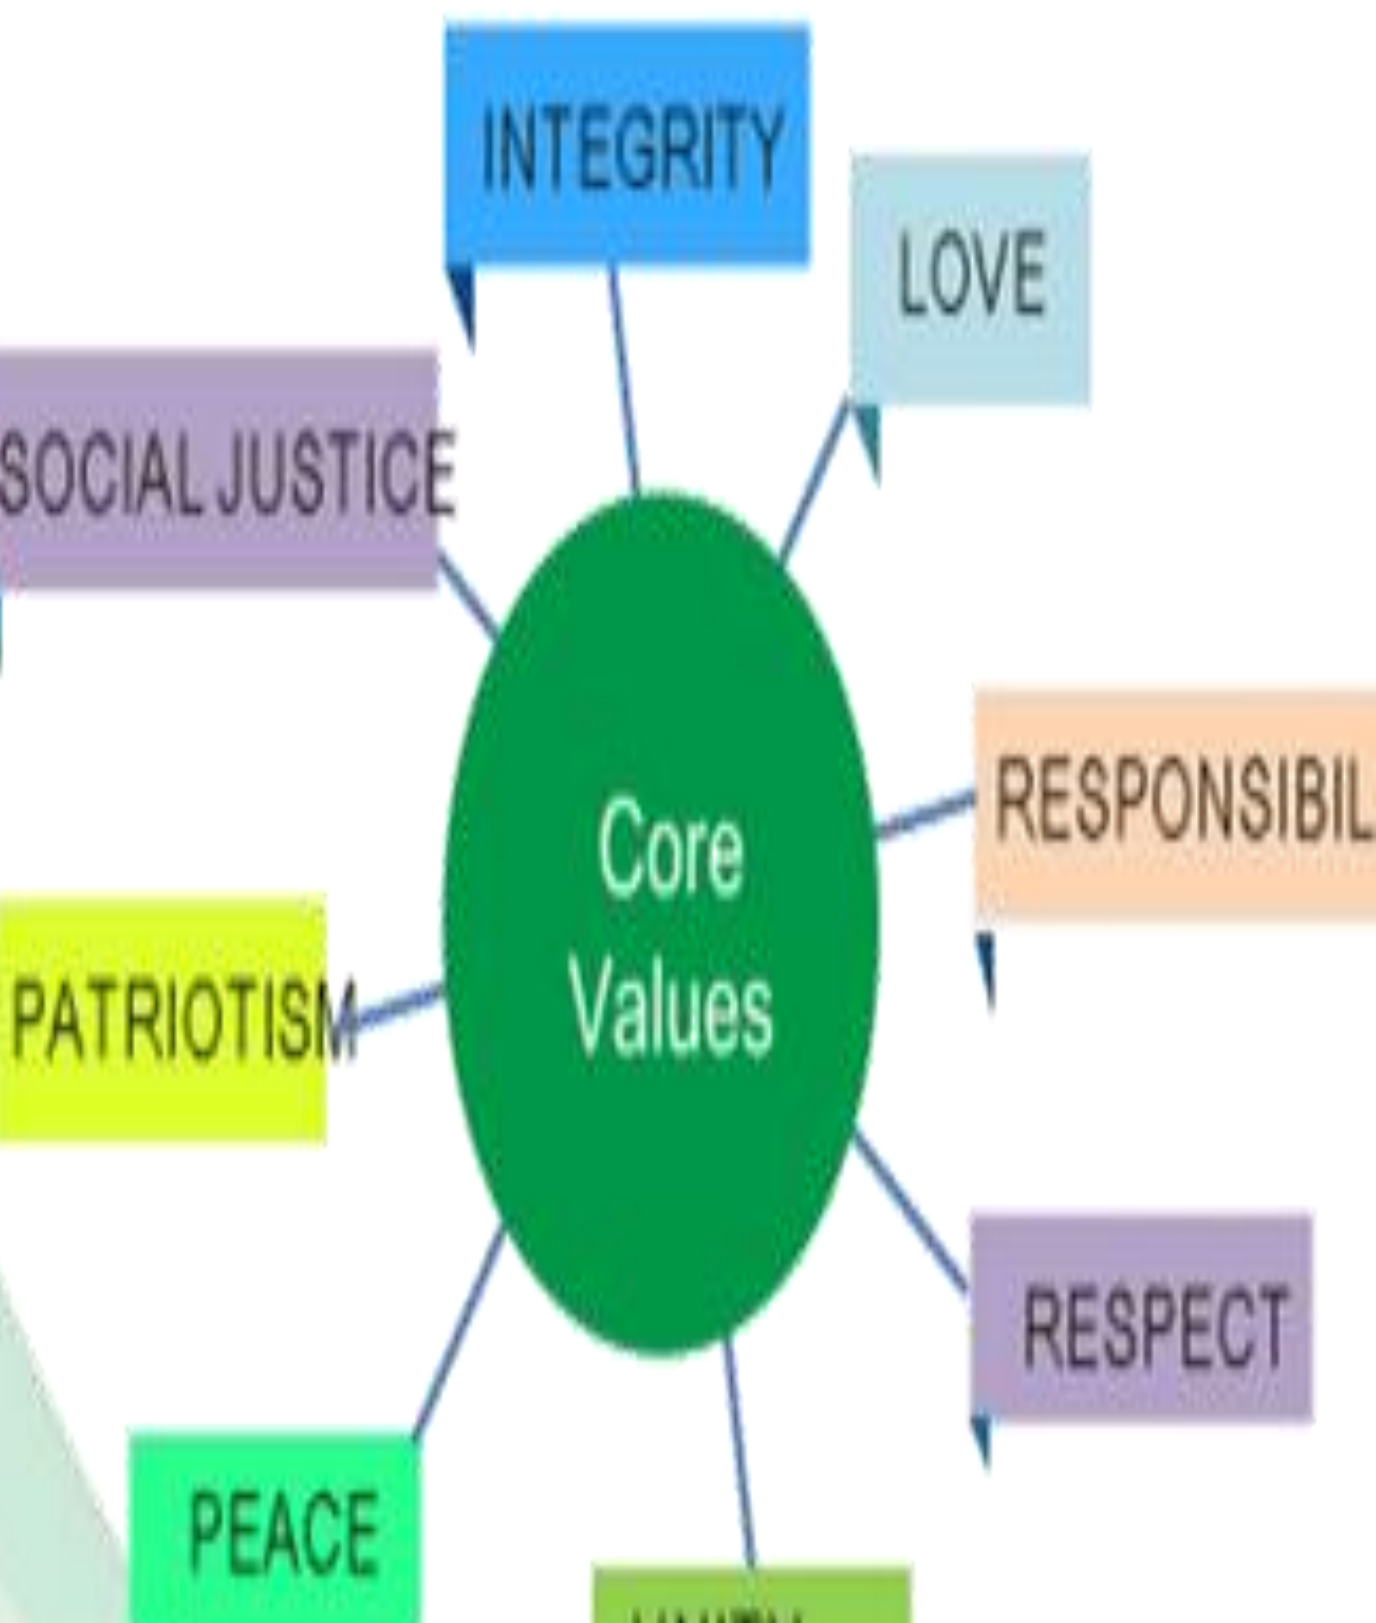 INTEGRITY
LOVE
SOCIAL JUSTICE
RESPONSIBIL
Core
Values
PATRIOTISM
RESPECT
PEACE